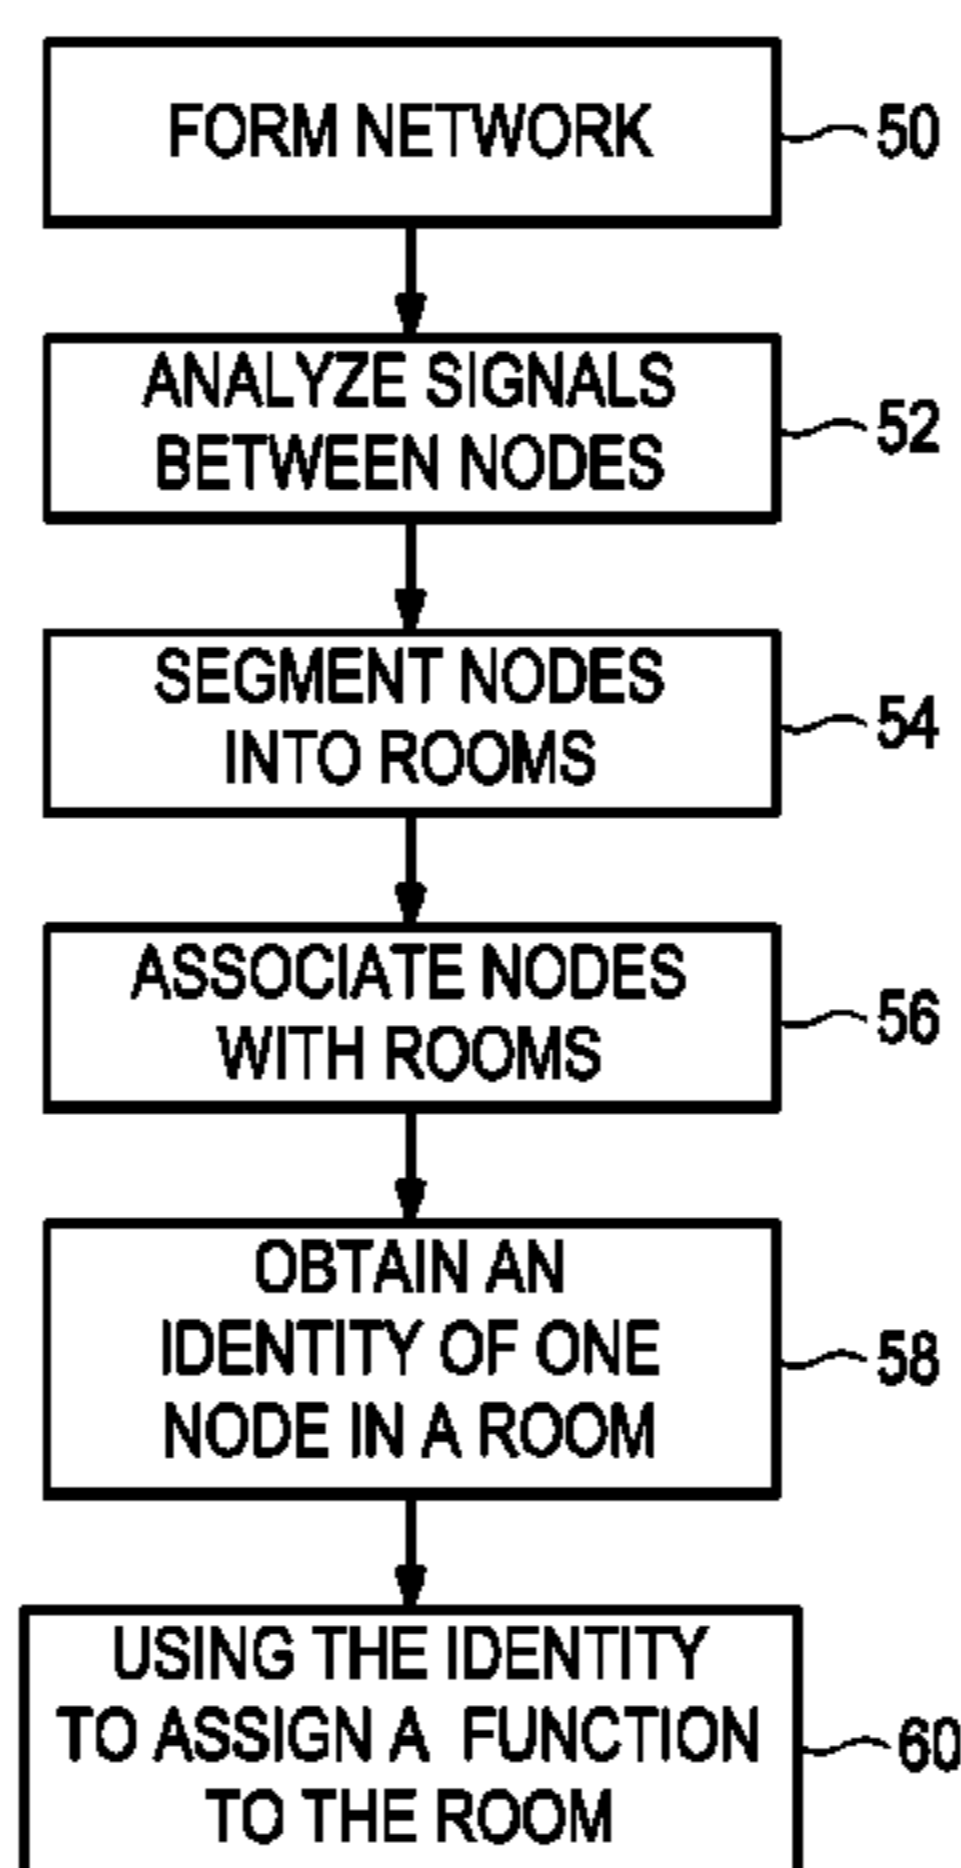 FORM NETWORK
50
ANALYZE SIGNALS
BETWEEN NODES
52
SEGMENT NODES
INTO ROOMS
54
ASSOCIATE NODES
WITH ROOMS
56
OBTAIN AN
IDENTITY OF ONE
NODE IN A ROOM
58
USING THE IDENTITY
TO ASSIGN A FUNCTION
TO THE ROOM
60